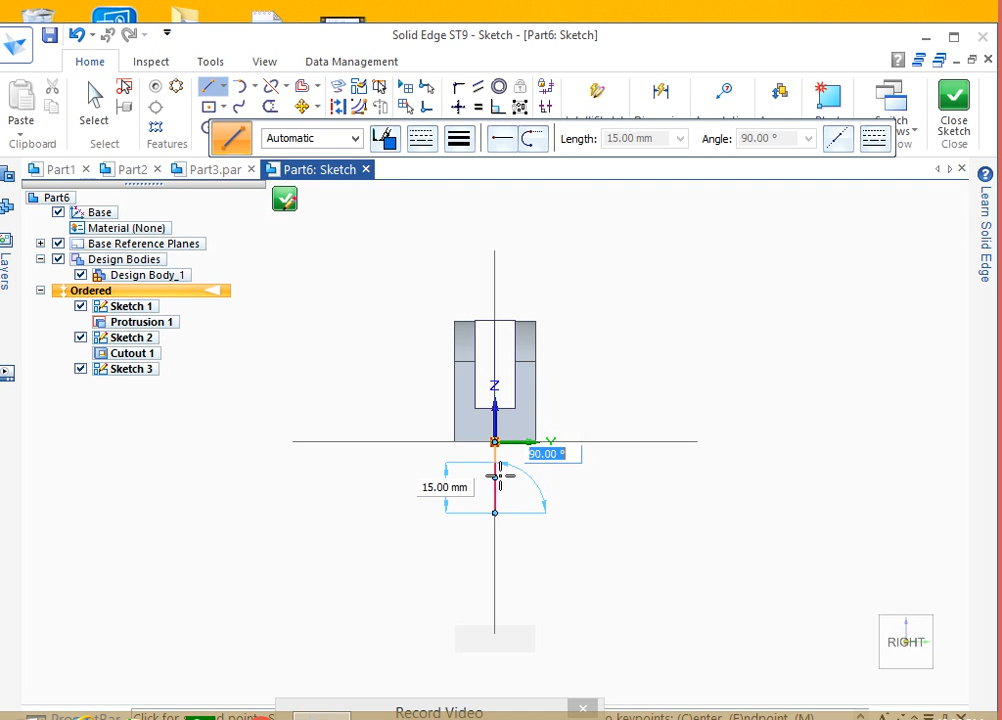 Solid Edge ST9 - Sketch - [Part6: Sketch]
Home Inspect Tools View Data Management
Paste
Select
Close Sketch
Clipboard Select Features Close
Automatic Length: 15.00 mm Angle: 90.00 °
Part1 Part2 Part3.par Part6: Sketch
Learn Solid Edge
Layers
Part6
Base
Material (None)
Base Reference Planes
Design Bodies
Design Body_1
Ordered
Sketch 1
Protrusion 1
Sketch 2
Cutout 1
Sketch 3
Z
Y
90.00 °
15.00 mm
RIGHT
Record Video